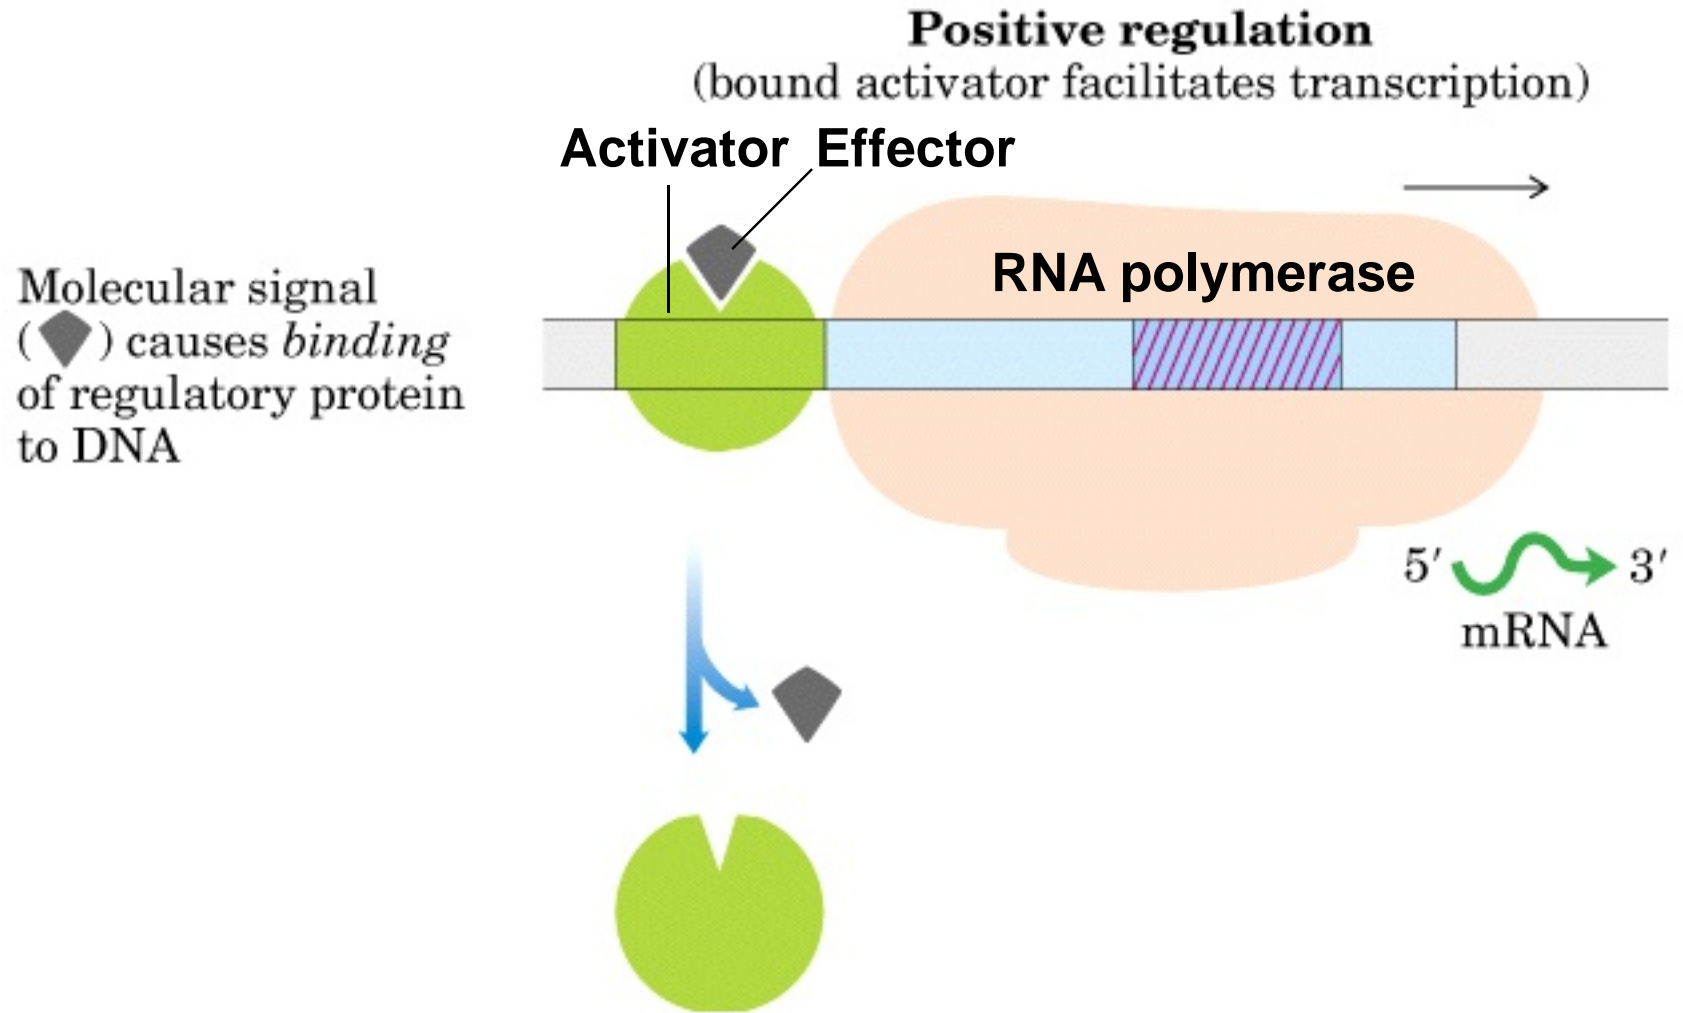 Positive regulation
(bound activator facilitates transcription)
Activator Effector
RNA polymerase
Molecular signal
( ) causes binding
of regulatory protein
to DNA
5′ 3′
mRNA